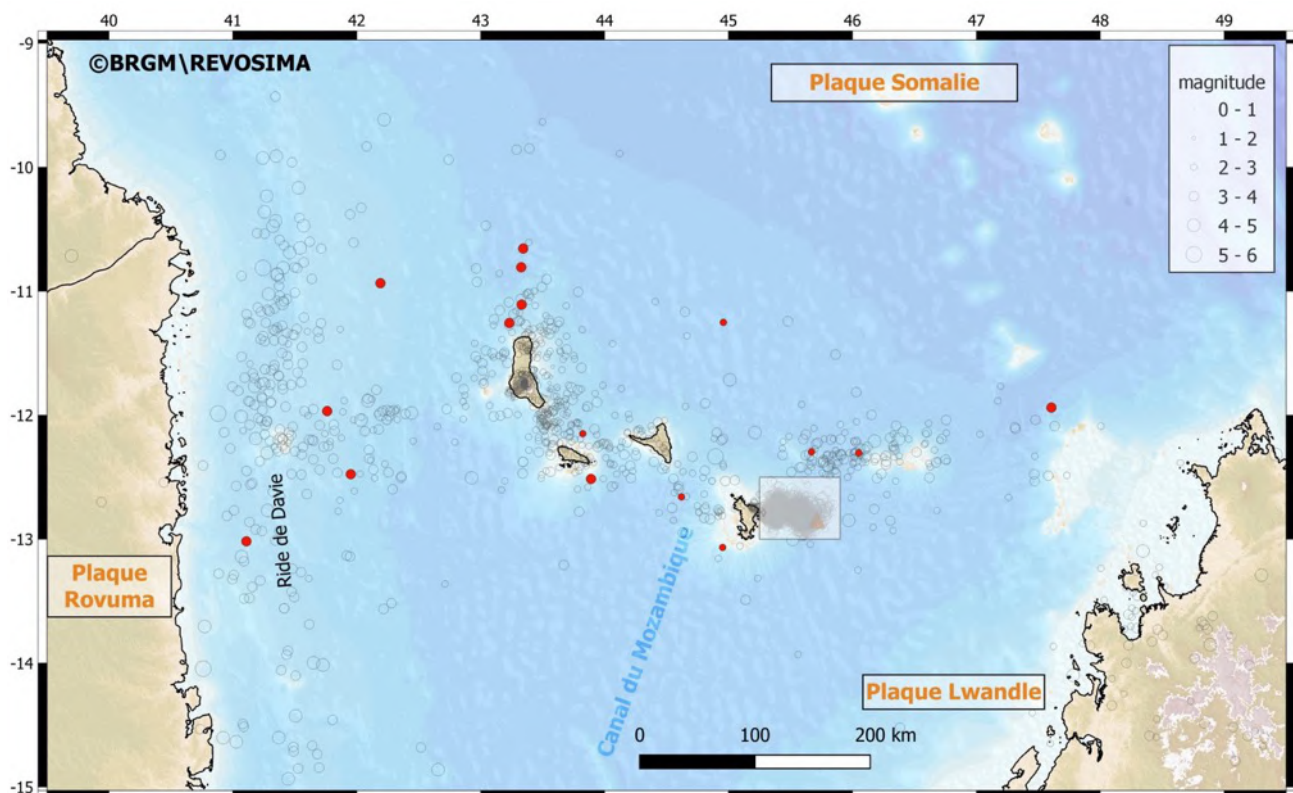 40 41 42 43 44 45 46 47 48 49
-9
-10
-11
-12
-13
-14
-15
©BRGM\REVOSIMA
Plaque Somalie
magnitude
0 - 1
1 - 2
2 - 3
3 - 4
4 - 5
5 - 6
Ride de Davie
Plaque
Rovuma
Canal du Mozambique
Plaque Lwandle
0 100 200 km